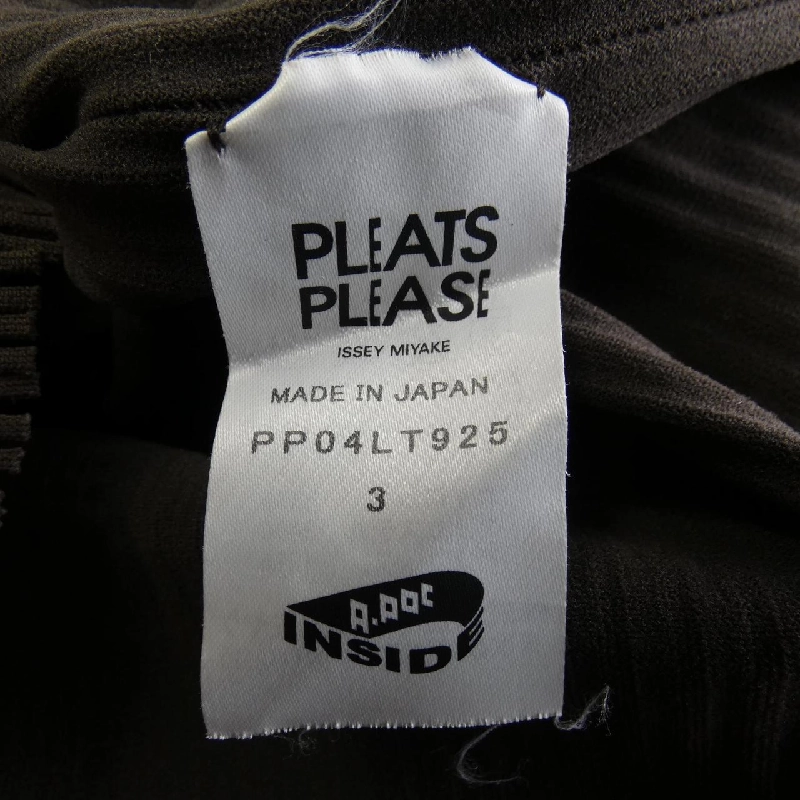 PLEATS
PLEASE
ISSEY MIYAKE
MADE IN JAPAN
PP04LT925
3
A.POC
INSIDE